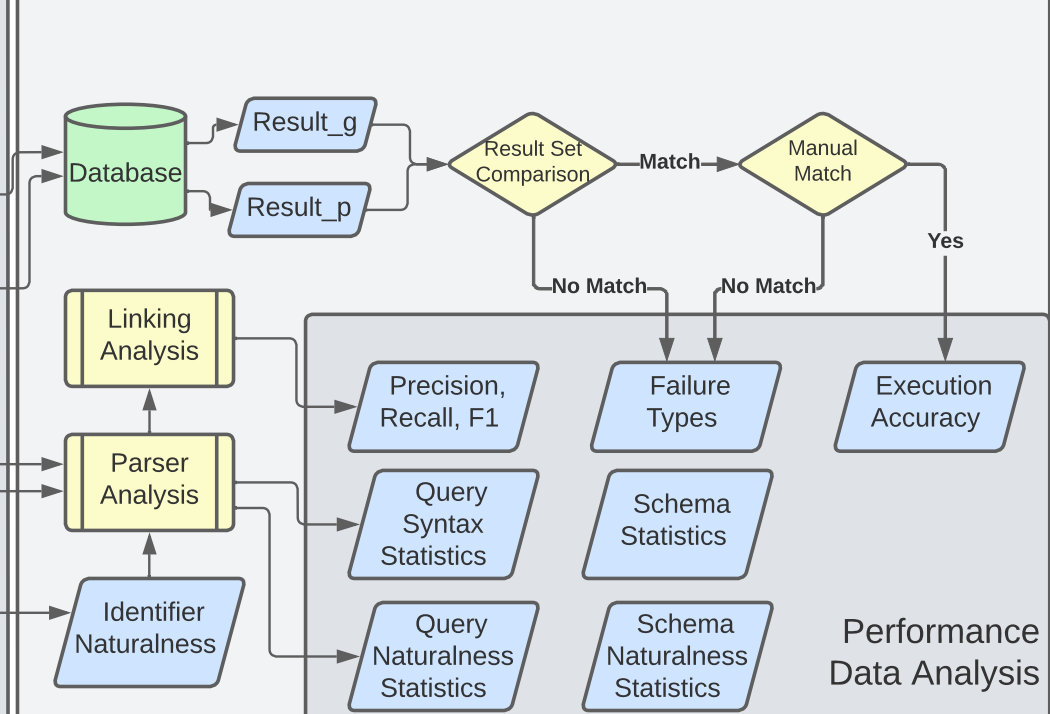 Database
Result_g
Result_p
Result Set
Comparison
Match
Manual
Match
Yes
No Match
No Match
Linking
Analysis
Parser
Analysis
Identifier
Naturalness
Precision,
Recall, F1
Failure
Types
Execution
Accuracy
Query
Syntax
Statistics
Schema
Statistics
Query
Naturalness
Statistics
Schema
Naturalness
Statistics
Performance
Data Analysis